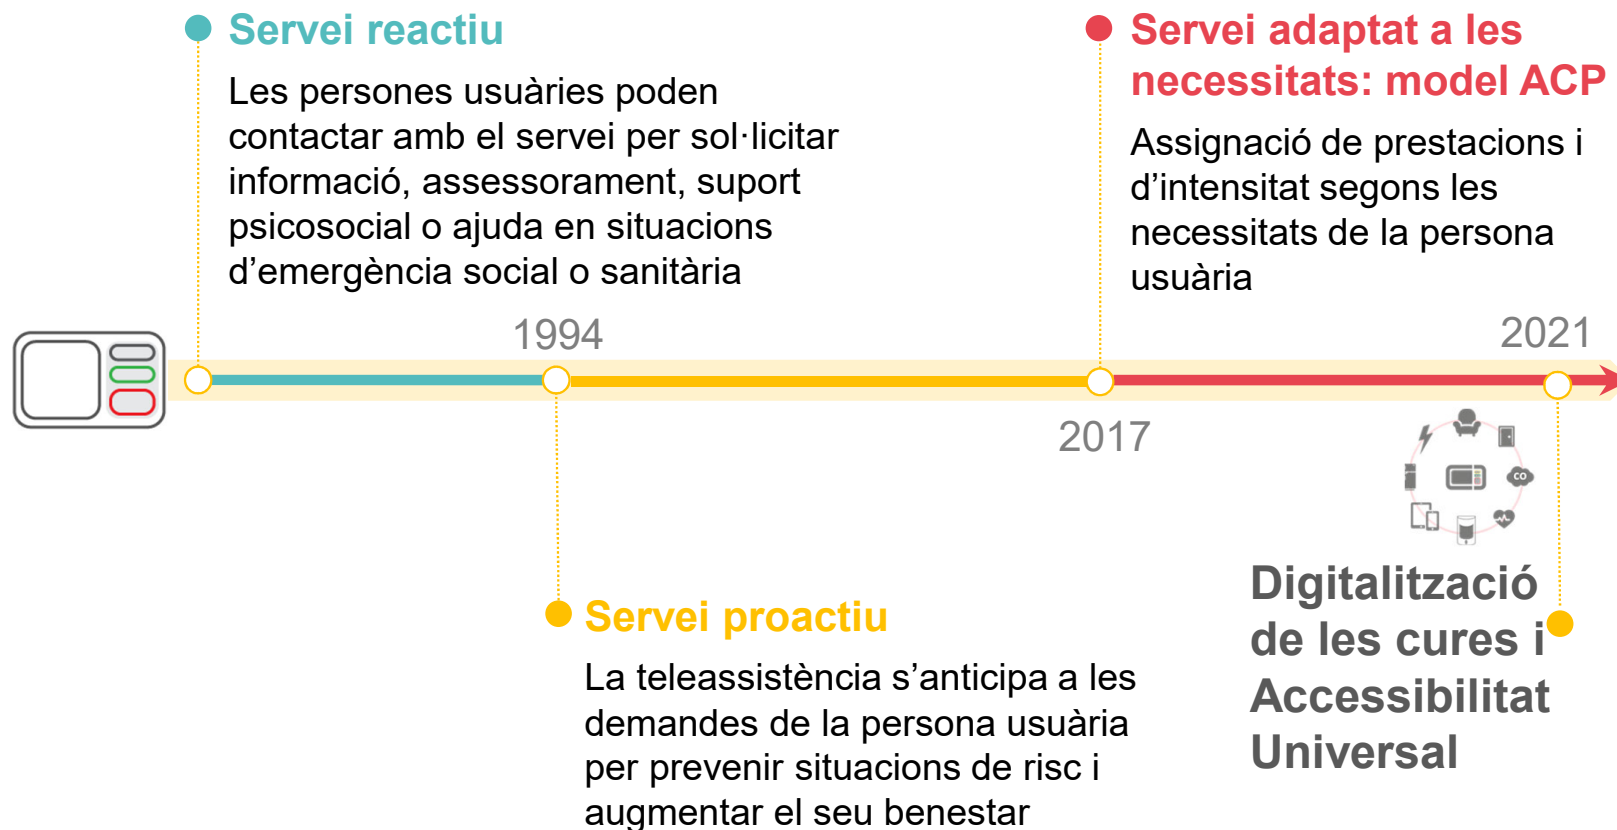 Servei reactiu
Les persones usuàries poden
contactar amb el servei per sol·licitar
informació, assessorament, suport
psicosocial o ajuda en situacions
d’emergència social o sanitària
Servei adaptat a les
necessitats: model ACP
Assignació de prestacions i
d’intensitat segons les
necessitats de la persona
usuària
1994
2021
2017
CO
Servei proactiu
La teleassistència s’anticipa a les
demandes de la persona usuària
per prevenir situacions de risc i
augmentar el seu benestar
Digitalització
de les cures i
Accessibilitat
Universal